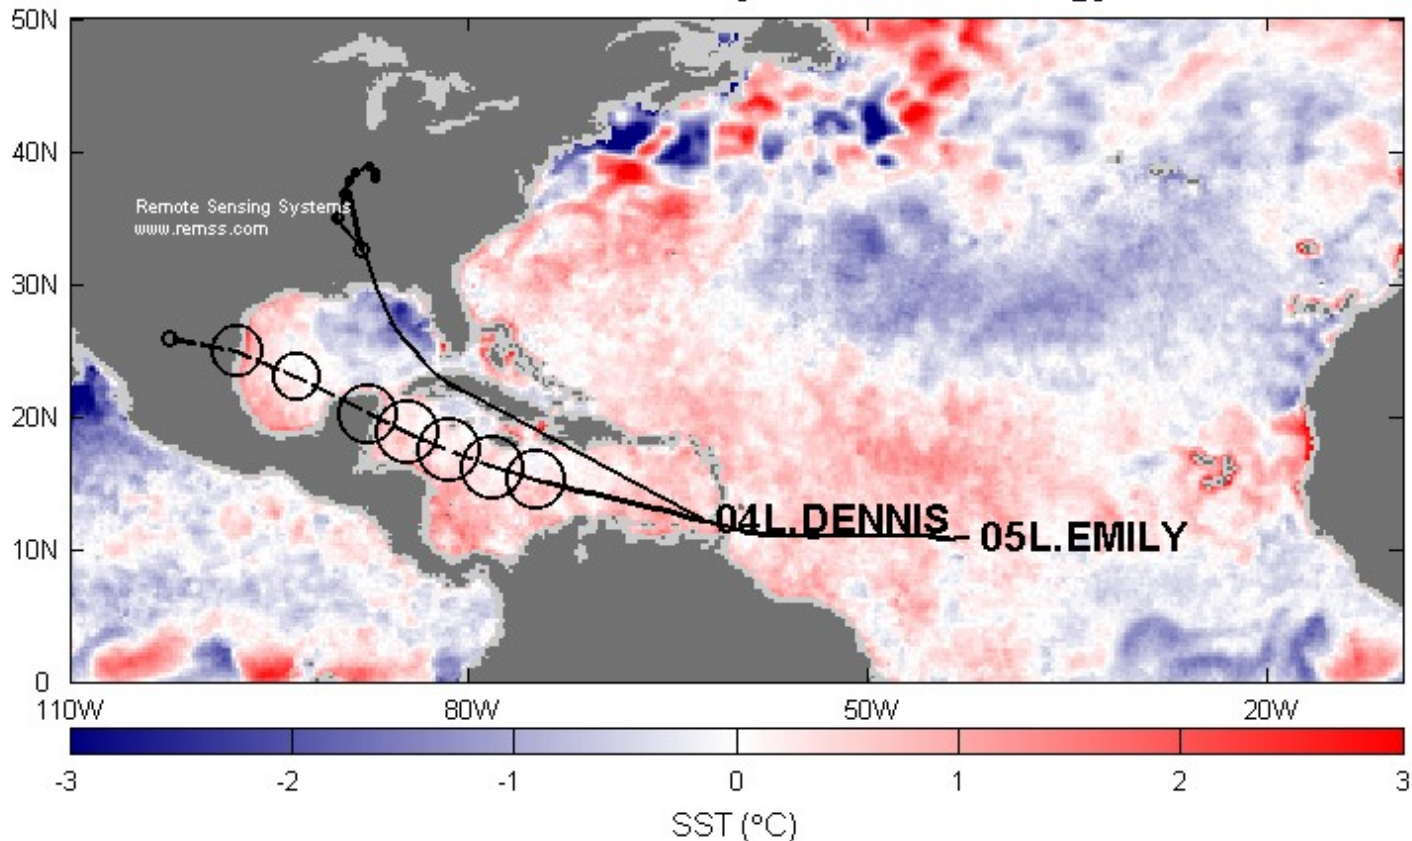 50N
40N
Remote Sensing Systems
www.remss.com
30N
20N
04L.DENNIS
05L.EMILY
10N
0
110W 80W 50W 20W
-3 -2 -1 0 1 2 3
SST (°C)